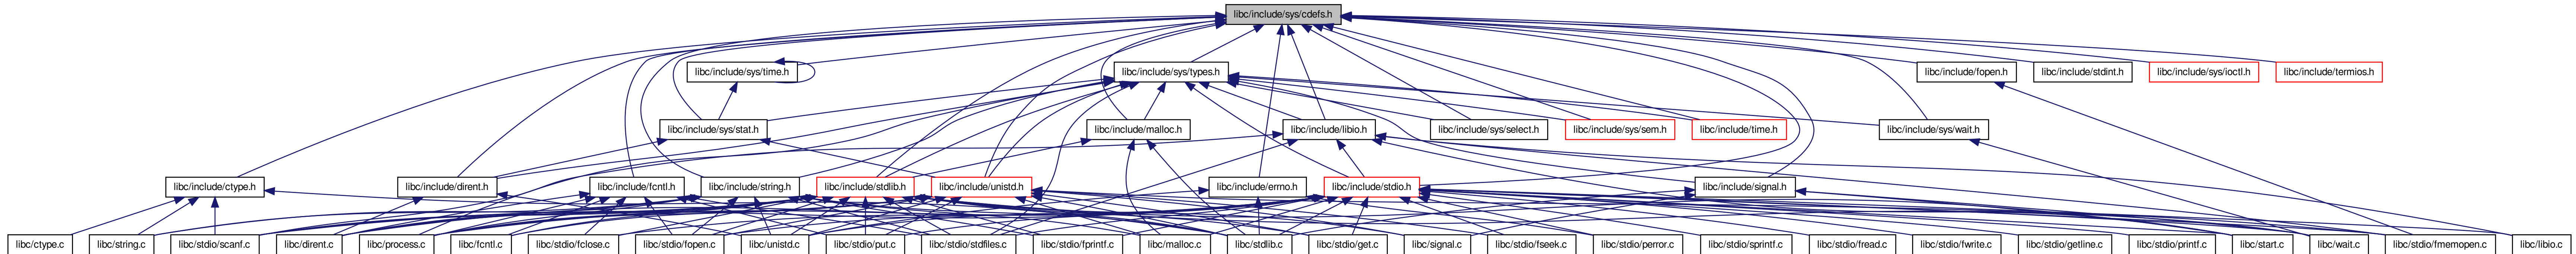 libc/include/sys/cdefs.h
libc/include/sys/time.h
libc/include/sys/types.h
libc/include/fopen.h
libc/include/stdint.h
libc/include/sys/ioctl.h
libc/include/termios.h
libc/include/sys/stat.h
libc/include/malloc.h
libc/include/libio.h
libc/include/sys/select.h
libc/include/sys/sem.h
libc/include/time.h
libc/include/sys/wait.h
libc/include/ctype.h
libc/include/dirent.h
libc/include/fcntl.h
libc/include/string.h
libc/include/stdlib.h
libc/include/unistd.h
libc/include/errno.h
libc/include/stdio.h
libc/include/signal.h
libc/ctype.c
libc/string.c
libc/stdio/scanf.c
libc/dirent.c
libc/process.c
libc/fcntl.c
libc/stdio/fclose.c
libc/stdio/fopen.c
libc/unistd.c
libc/stdio/put.c
libc/stdio/stdfiles.c
libc/stdio/fprintf.c
libc/malloc.c
libc/stdlib.c
libc/stdio/get.c
libc/signal.c
libc/stdio/fseek.c
libc/stdio/perror.c
libc/stdio/sprintf.c
libc/stdio/fread.c
libc/stdio/fwrite.c
libc/stdio/getline.c
libc/stdio/printf.c
libc/start.c
libc/wait.c
libc/stdio/fmemopen.c
libc/libio.c